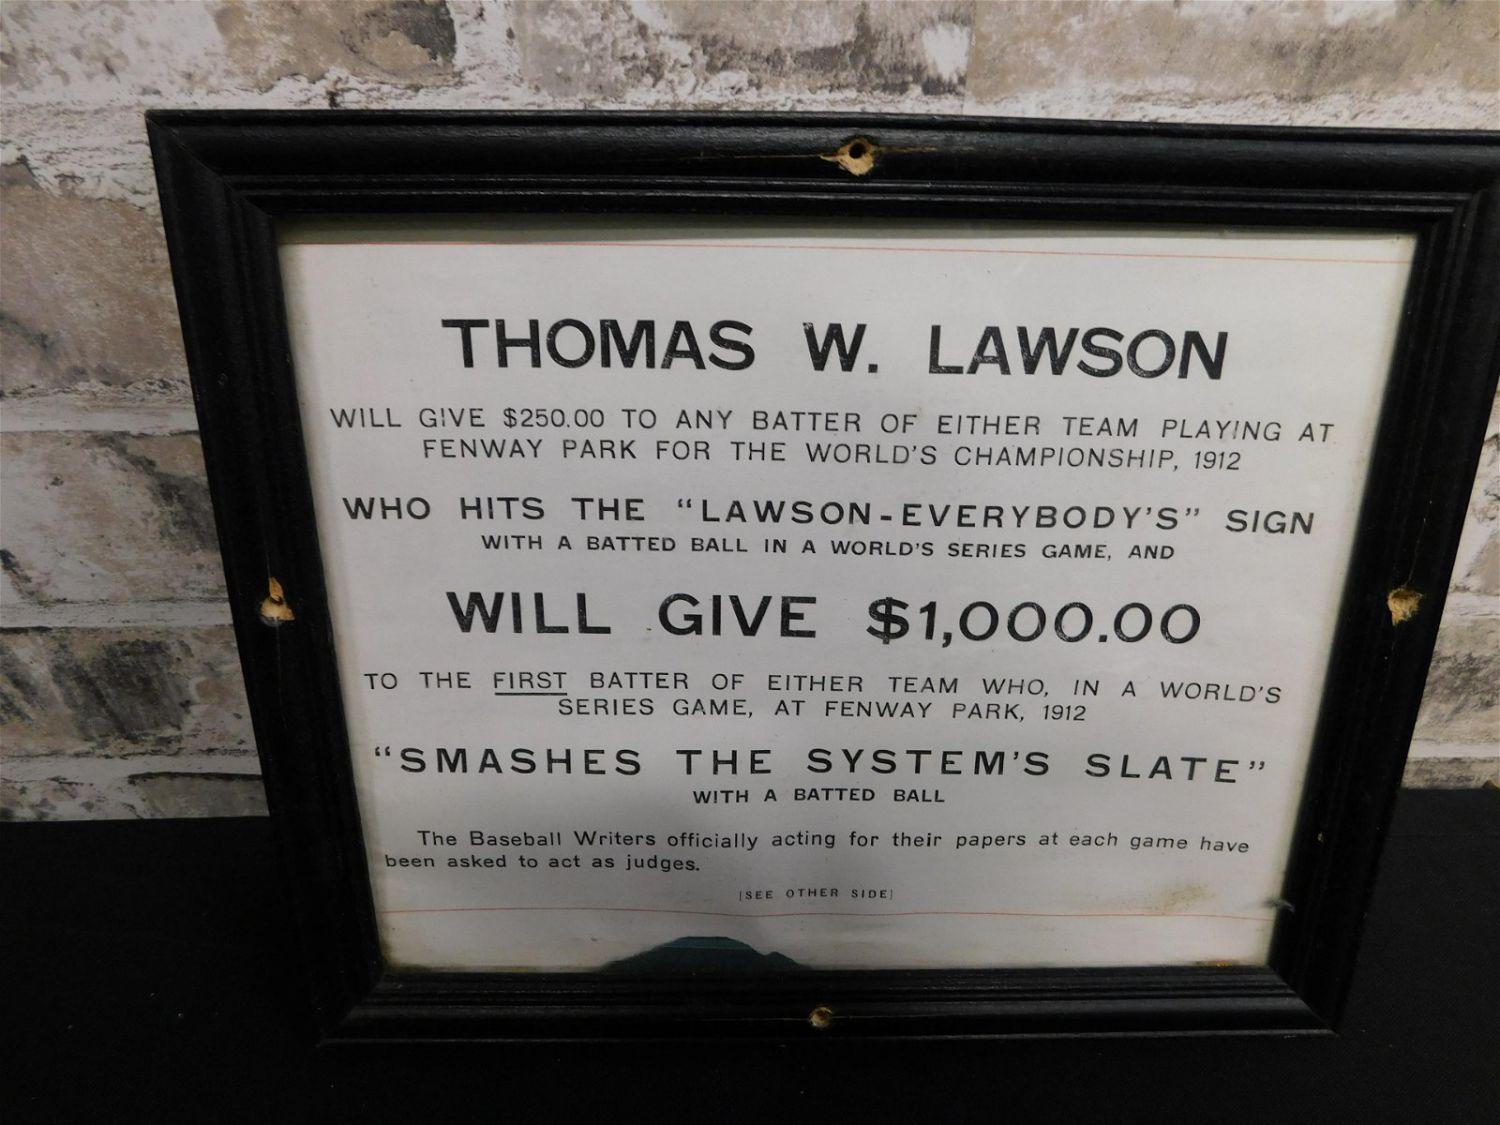 THOMAS W. LAWSON
WILL GIVE $250.00 TO ANY BATTER OF EITHER TEAM PLAYING AT
FENWAY PARK FOR THE WORLD'S CHAMPIONSHIP, 1912
WHO HITS THE "LAWSON-EVERYBODY'S" SIGN
WITH A BATTED BALL IN A WORLD'S SERIES GAME, AND
WILL GIVE $1,000.00
TO THE FIRST BATTER OF EITHER TEAM WHO, IN A WORLD'S
SERIES GAME, AT FENWAY PARK, 1912
"SMASHES THE SYSTEM'S SLATE"
WITH A BATTED BALL
The Baseball Writers officially acting for their papers at each game have
been asked to act as judges.
[SEE OTHER SIDE]